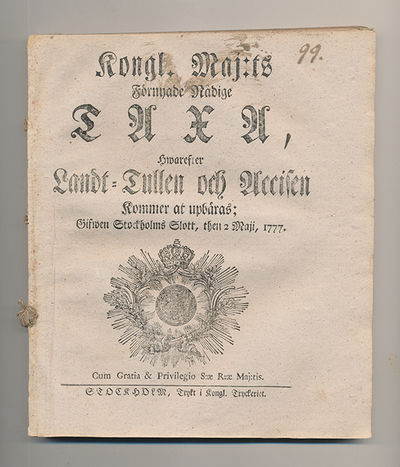 99.
Kongl. Maj:ts
Förnyade Nådige
TAXA,
Hwarefter
Landt-Tullen och Accisen
Kommer at upbäras;
Gifwen Stockholms Slott, then 2 Maji, 1777.
Cum Gratia & Privilegio S:æ R:æ Maj:tis.
STOCKHOLM, Trykt i Kongl. Tryckeriet.